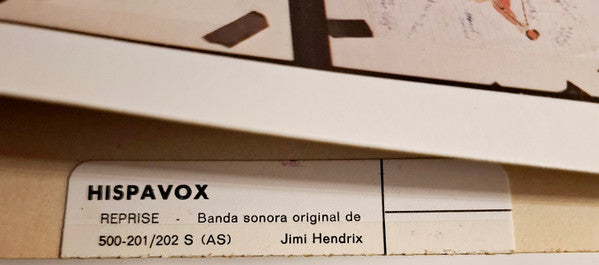 HISPAVOX
REPRISE - Banda sonora original de
500-201/202 S (AS) Jimi Hendrix